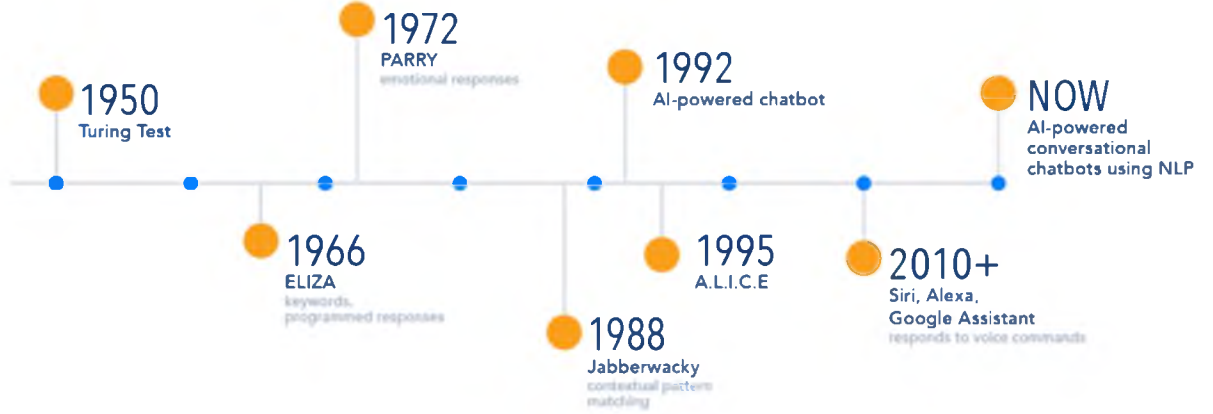 1950
Turing Test
1966
ELIZA
keywords,
programmed responses
1972
PARRY
emotional responses
1988
Jabberwacky
contextual pattern
matching
1992
AI-powered chatbot
1995
A.L.I.C.E
2010+
Siri, Alexa,
Google Assistant
responds to voice commands
NOW
AI-powered
conversational
chatbots using NLP